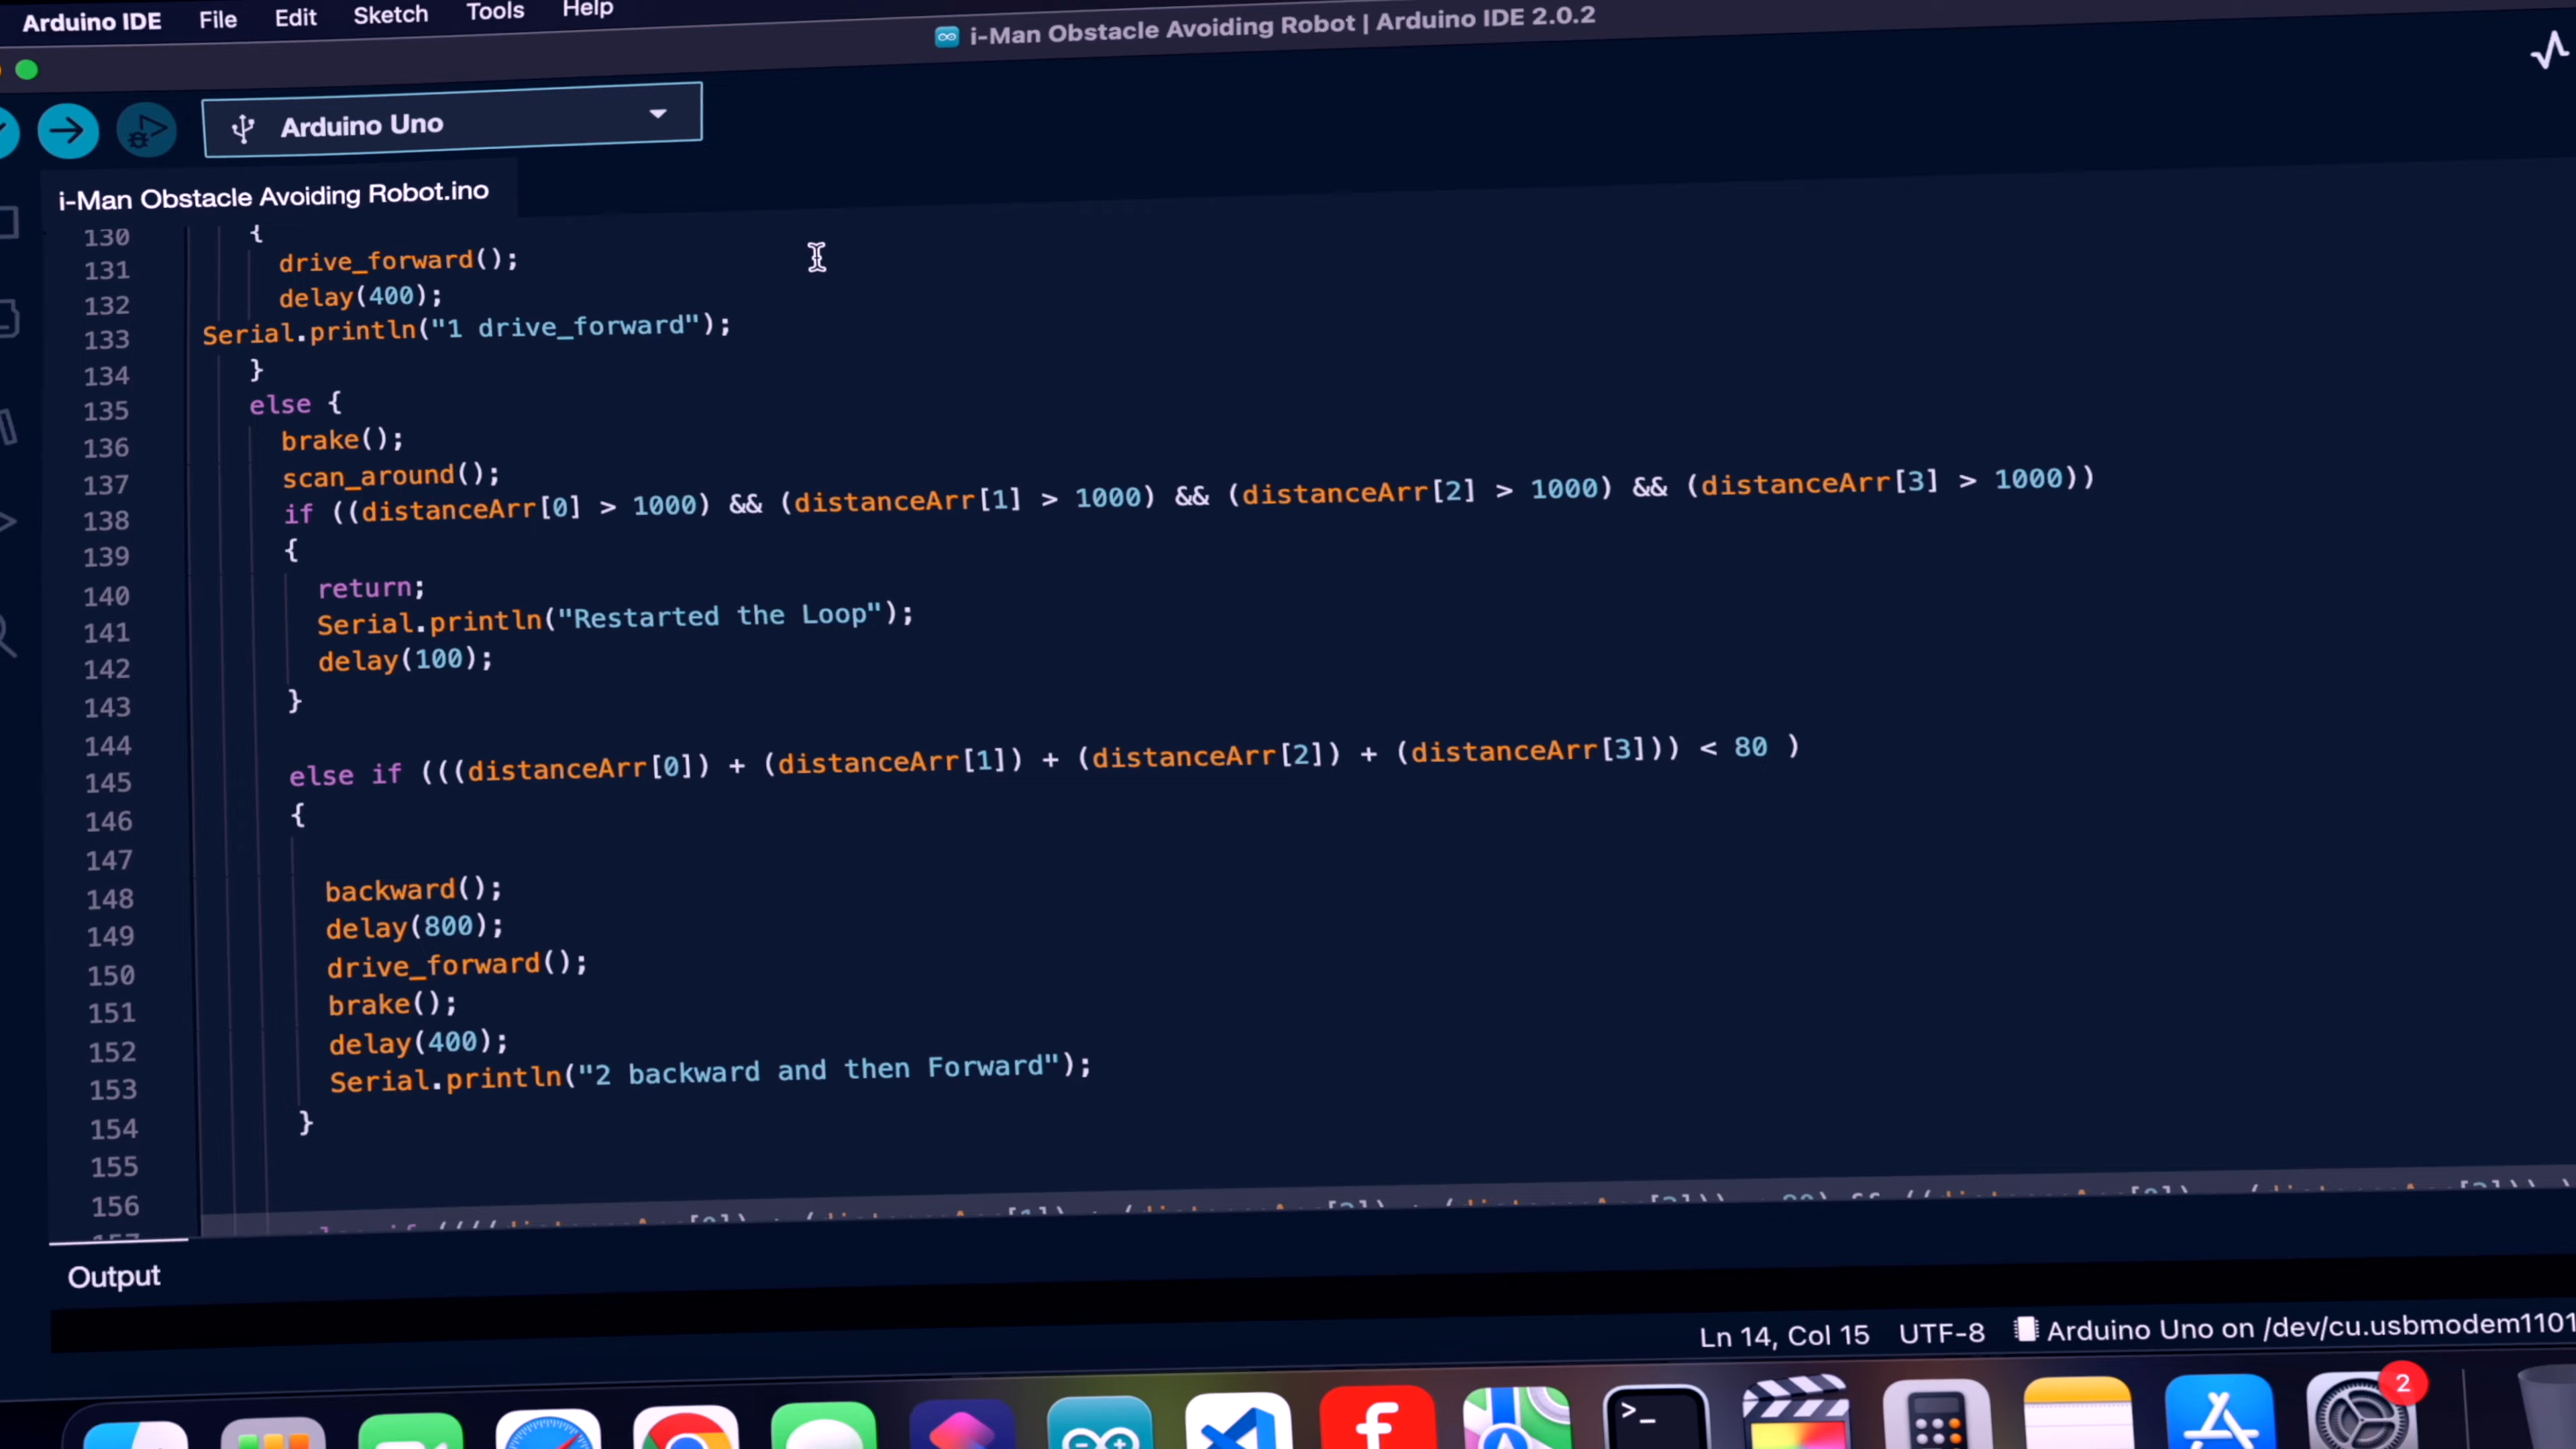 Arduino IDE File Edit Sketch Tools Help
i-Man Obstacle Avoiding Robot | Arduino IDE 2.0.2
Arduino Uno
i-Man Obstacle Avoiding Robot.ino
130 {
131 drive_forward();
132 delay(400);
133 Serial.println("1 drive_forward");
134 }
135 else {
136 brake();
137 scan_around();
138 if ((distanceArr[0] > 1000) && (distanceArr[1] > 1000) && (distanceArr[2] > 1000) && (distanceArr[3] > 1000))
139 {
140 return;
141 Serial.println("Restarted the Loop");
142 delay(100);
143 }
144
145 else if (((distanceArr[0]) + (distanceArr[1]) + (distanceArr[2]) + (distanceArr[3])) < 80 )
146 {
147
148 backward();
149 delay(800);
150 drive_forward();
151 brake();
152 delay(400);
153 Serial.println("2 backward and then Forward");
154 }
155
156
157
Output
Ln 14, Col 15 UTF-8 Arduino Uno on /dev/cu.usbmodem1101
>_
2